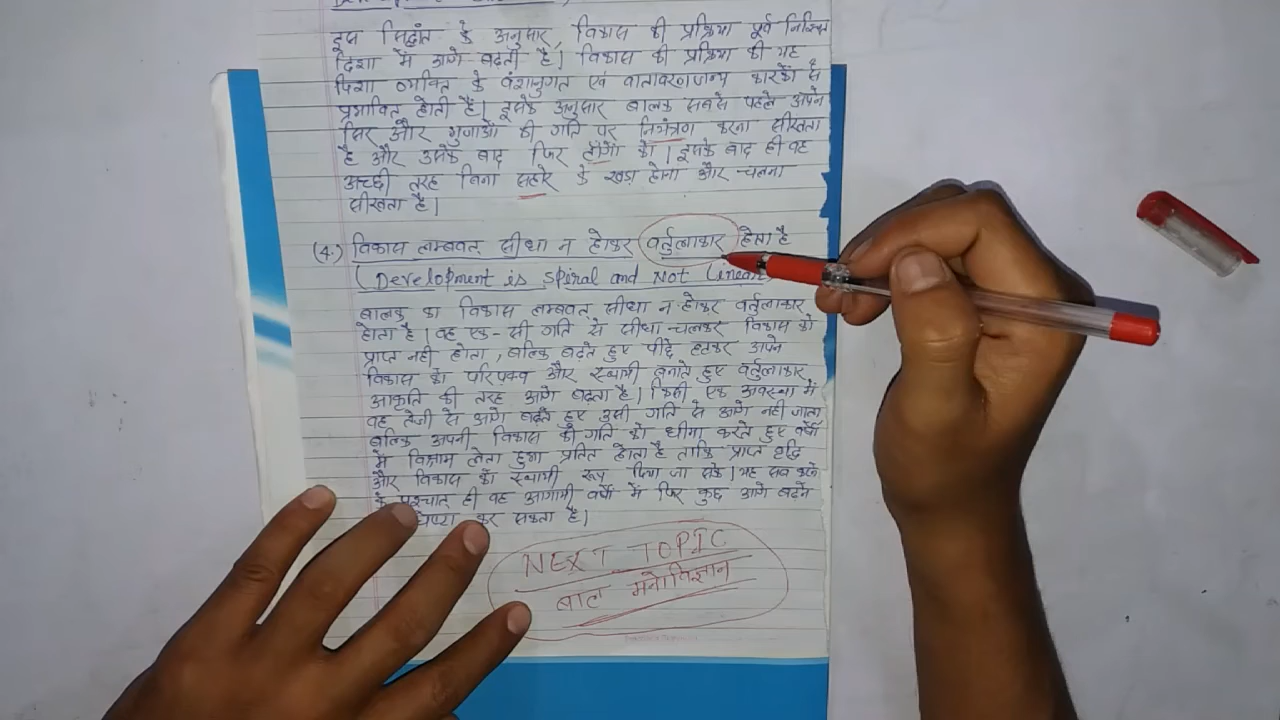 इस सिद्धांत के अनुसार, विकास की प्रक्रिया पूर्व निश्चित
दिशा में आगे बढ़ती है। विकास की प्रक्रिया की यह
दिशा व्यक्ति के वंशानुगत एवं वातावरणजन्य कारकों से
प्रभावित होती है। इसके अनुसार बालक सबसे पहले अपने
सिर और भुजाओं की गति पर नियंत्रण करना सीखता
है और उसके बाद फिर टाँगों को। इसके बाद ही वह
अच्छी तरह बिना सहारे के खड़ा होना और चलना
सीखता है।
(4.) विकास लम्बवत् सीधा न होकर वर्तुलाकार होता है
(Development is Spiral and Not Linear)
बालक का विकास लम्बवत् सीधा न होकर वर्तुलाकार
होता है। वह एक-सी गति से सीधा चलकर विकास को
प्राप्त नहीं होता, बल्कि बढ़ते हुए पीछे हटकर अपने
विकास को परिपक्व और स्थायी बनाते हुए वर्तुलाकार
आकृति की तरह आगे बढ़ता है। किसी एक अवस्था में
वह तेजी से आगे बढ़ते हुए उसी गति से आगे नहीं जाता
बल्कि अपनी विकास की गति को धीमा करते हुए वर्षों
में विश्राम लेता हुआ प्रतित होता है ताकि प्राप्त वृद्धि
और विकास को स्थायी रूप दिया जा सके। यह सब करने
के पश्चात् ही वह आगामी वर्षों में फिर कुछ आगे बढ़ने
चेष्टा कर सकता है।
NEXT TOPIC
बाल मनोविज्ञान